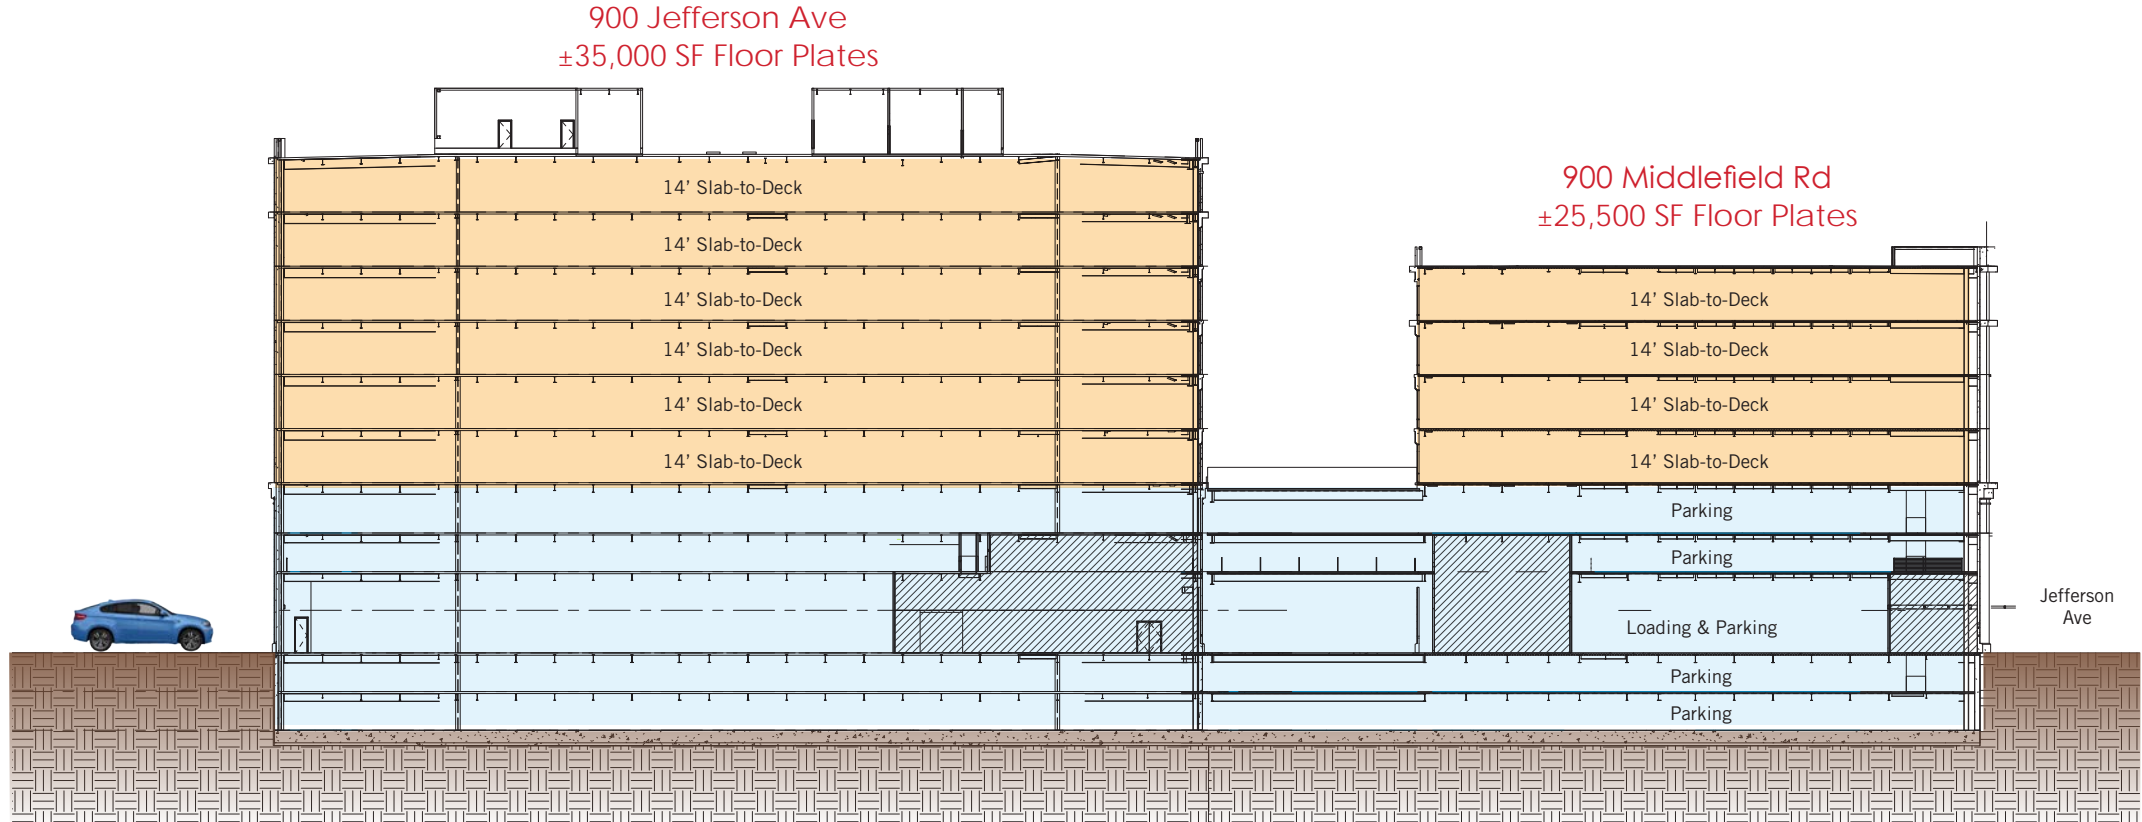 900 Jefferson Ave
±35,000 SF Floor Plates
900 Middlefield Rd
±25,500 SF Floor Plates
14’ Slab-to-Deck
14’ Slab-to-Deck
14’ Slab-to-Deck
14’ Slab-to-Deck
14’ Slab-to-Deck
14’ Slab-to-Deck
14’ Slab-to-Deck
14’ Slab-to-Deck
14’ Slab-to-Deck
14’ Slab-to-Deck
Parking
Parking
Loading & Parking
Parking
Parking
Jefferson
Ave